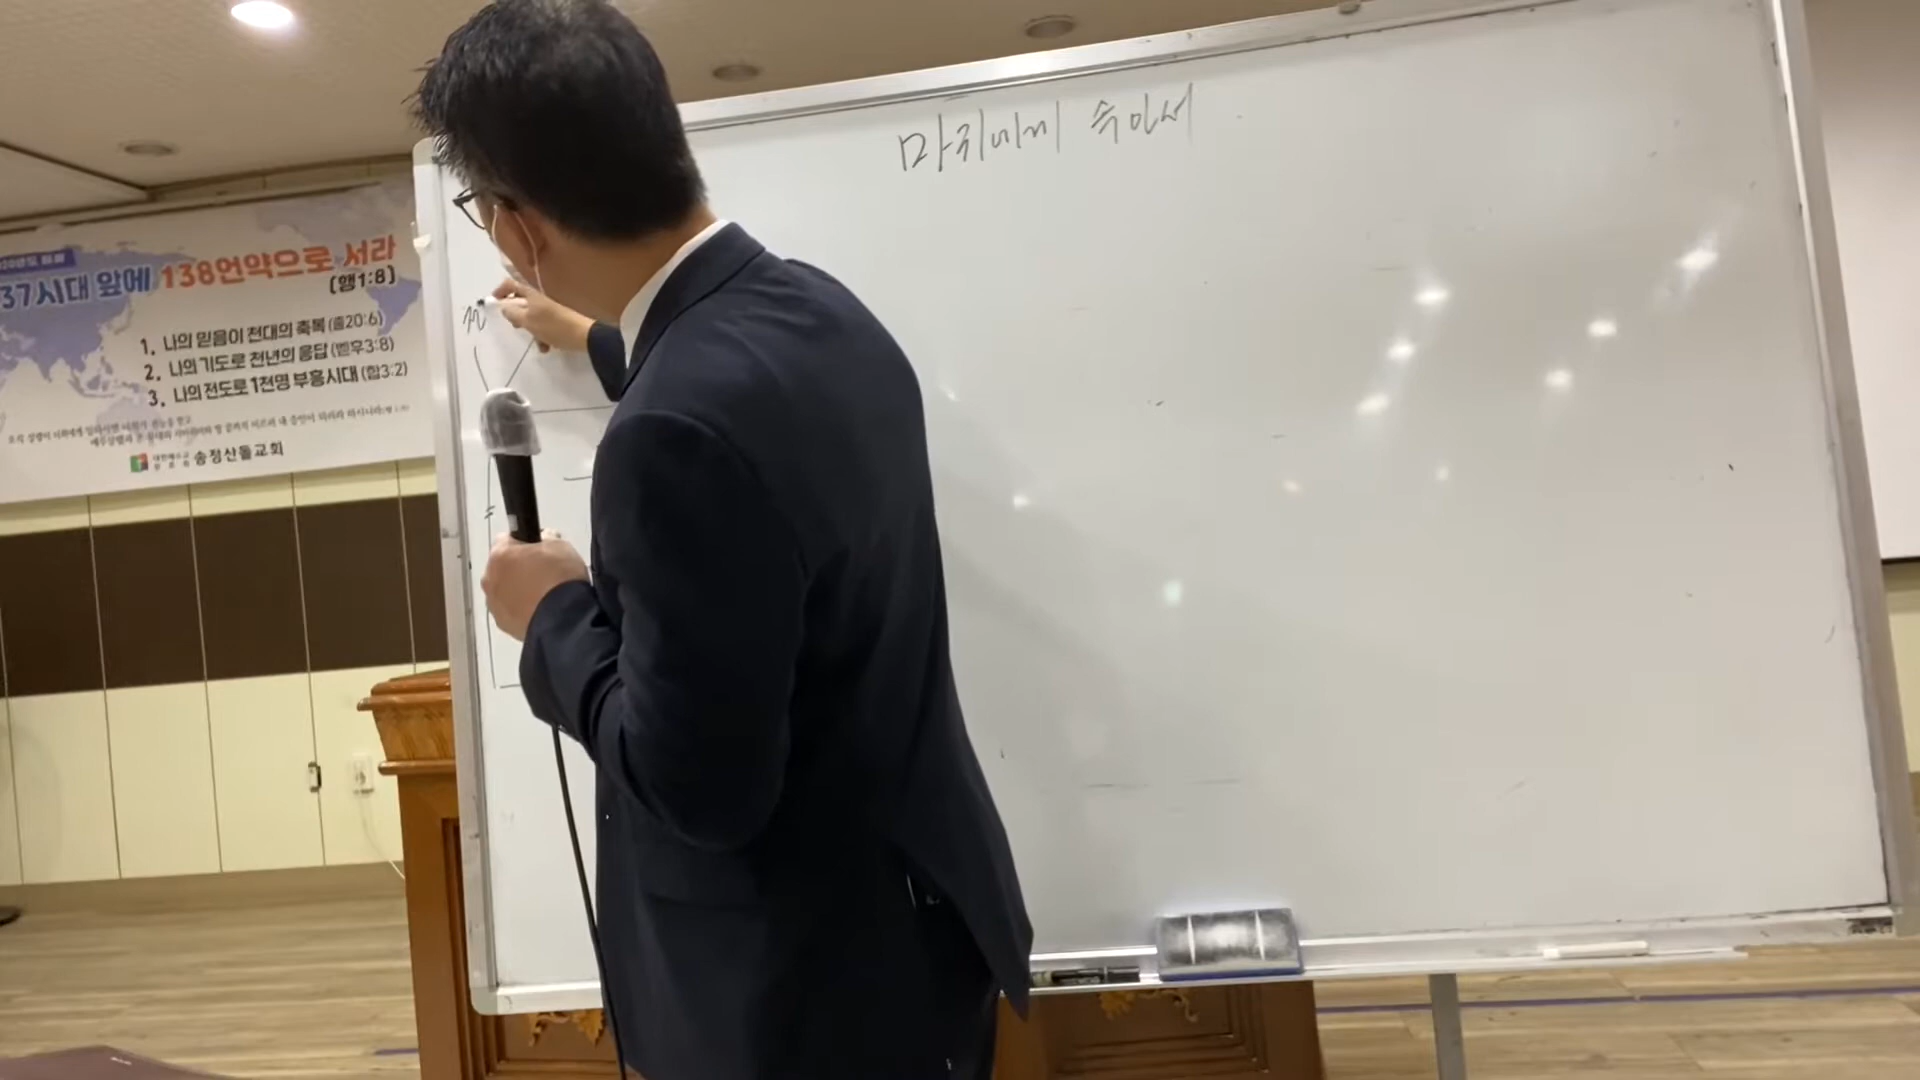 37시대 앞에 138언약으로 서라
(행1:8)
1. 나의 믿음이 천대의 축복 (출20:6)
2. 나의 기도로 천년의 응답 (벧후3:8)
3. 나의 전도로 1천명 부흥시대 (합3:2)
송정산돌교회
마귀에게 속아서